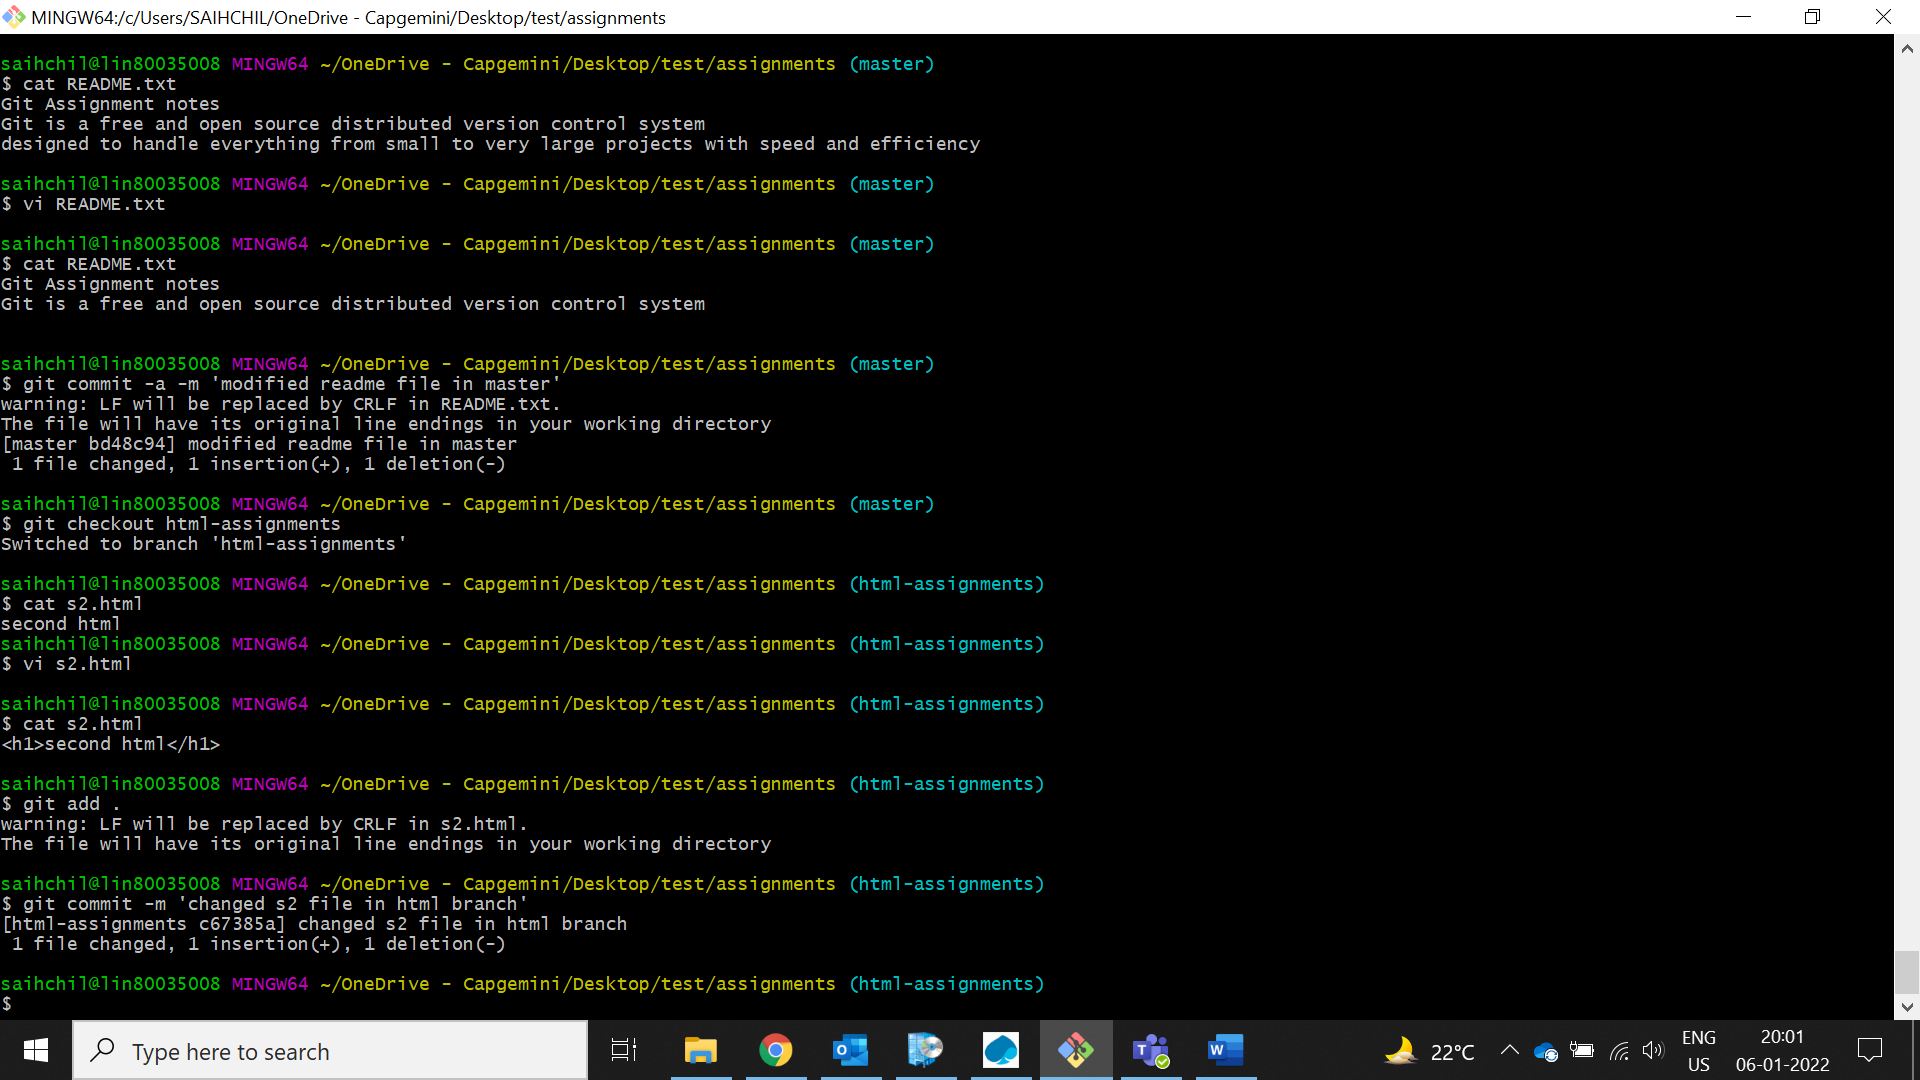 MINGW64:/c/Users/SAIHCHIL/OneDrive - Capgemini/Desktop/test/assignments
saihchil@lin80035008 MINGW64 ~/OneDrive - Capgemini/Desktop/test/assignments (master)
$ cat README.txt
Git Assignment notes
Git is a free and open source distributed version control system
designed to handle everything from small to very large projects with speed and efficiency
saihchil@lin80035008 MINGW64 ~/OneDrive - Capgemini/Desktop/test/assignments (master)
$ vi README.txt
saihchil@lin80035008 MINGW64 ~/OneDrive - Capgemini/Desktop/test/assignments (master)
$ cat README.txt
Git Assignment notes
Git is a free and open source distributed version control system
saihchil@lin80035008 MINGW64 ~/OneDrive - Capgemini/Desktop/test/assignments (master)
$ git commit -a -m 'modified readme file in master'
warning: LF will be replaced by CRLF in README.txt.
The file will have its original line endings in your working directory
[master bd48c94] modified readme file in master
 1 file changed, 1 insertion(+), 1 deletion(-)
saihchil@lin80035008 MINGW64 ~/OneDrive - Capgemini/Desktop/test/assignments (master)
$ git checkout html-assignments
Switched to branch 'html-assignments'
saihchil@lin80035008 MINGW64 ~/OneDrive - Capgemini/Desktop/test/assignments (html-assignments)
$ cat s2.html
second html
saihchil@lin80035008 MINGW64 ~/OneDrive - Capgemini/Desktop/test/assignments (html-assignments)
$ vi s2.html
saihchil@lin80035008 MINGW64 ~/OneDrive - Capgemini/Desktop/test/assignments (html-assignments)
$ cat s2.html
<h1>second html</h1>
saihchil@lin80035008 MINGW64 ~/OneDrive - Capgemini/Desktop/test/assignments (html-assignments)
$ git add .
warning: LF will be replaced by CRLF in s2.html.
The file will have its original line endings in your working directory
saihchil@lin80035008 MINGW64 ~/OneDrive - Capgemini/Desktop/test/assignments (html-assignments)
$ git commit -m 'changed s2 file in html branch'
[html-assignments c67385a] changed s2 file in html branch
 1 file changed, 1 insertion(+), 1 deletion(-)
saihchil@lin80035008 MINGW64 ~/OneDrive - Capgemini/Desktop/test/assignments (html-assignments)
$
Type here to search
22°C
ENG
US
20:01
06-01-2022